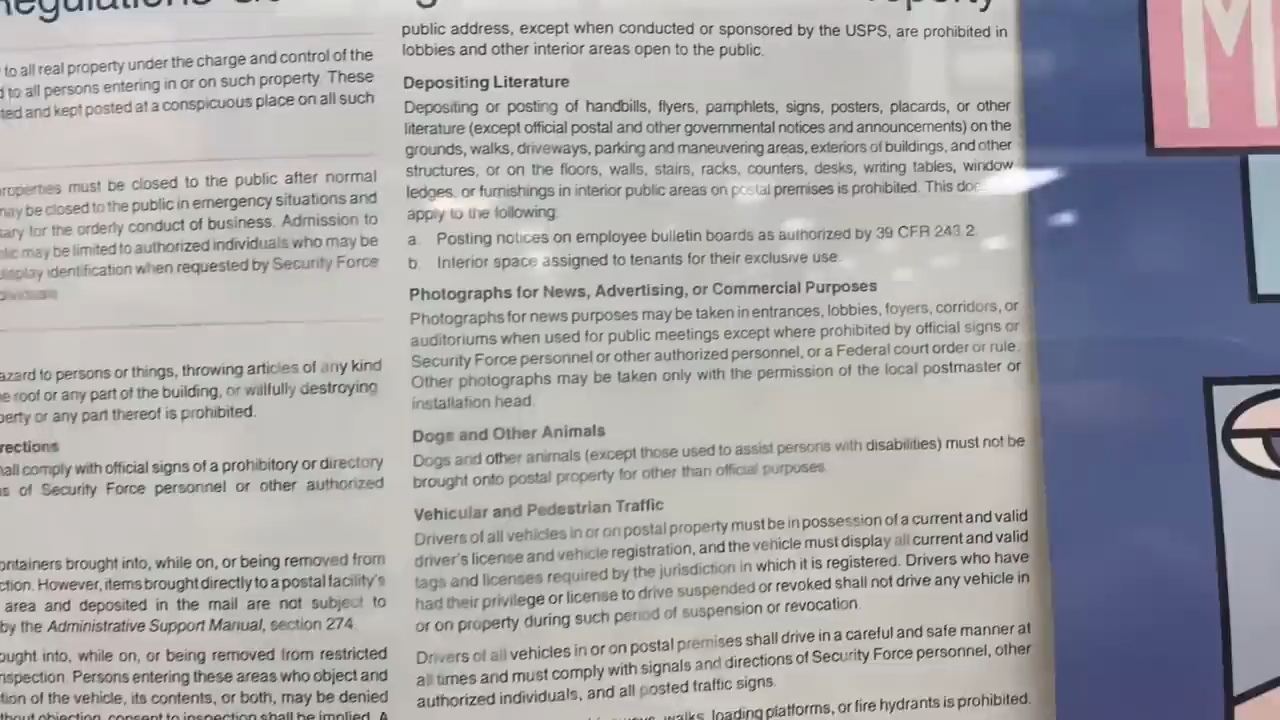 to all real property under the charge and control of the
to all persons entering in or on such property. These
and kept posted at a conspicuous place on all such
must be closed to the public after normal
may be closed to the public in emergency situations and
for the orderly conduct of business. Admission to
may be limited to authorized individuals who may be
display identification when requested by Security Force
to persons or things, throwing articles of any kind
roof or any part of the building, or willfully destroying
or any part thereof is prohibited.
comply with official signs of a prohibitory or directory
of Security Force personnel or other authorized
brought into, while on, or being removed from
However, items brought directly to a postal facility's
area and deposited in the mail are not subject to
by the Administrative Support Manual, section 274.
into, while on, or being removed from restricted
Persons entering these areas who object and
of the vehicle, its contents, or both, may be denied
objection, consent to inspection shall be implied. A
public address, except when conducted or sponsored by the USPS, are prohibited in
lobbies and other interior areas open to the public.
Depositing Literature
Depositing or posting of handbills, flyers, pamphlets, signs, posters, placards, or other
literature (except official postal and other governmental notices and announcements) on the
grounds, walks, driveways, parking and maneuvering areas, exteriors of buildings, and other
structures, or on the floors, walls, stairs, racks, counters, desks, writing tables, window
ledges, or furnishings in interior public areas on postal premises is prohibited. This
apply to the following:
a. Posting notices on employee bulletin boards as authorized by 39 CFR 243.2.
b. Interior space assigned to tenants for their exclusive use.
Photographs for News, Advertising, or Commercial Purposes
Photographs for news purposes may be taken in entrances, lobbies, foyers, corridors, or
auditoriums when used for public meetings except where prohibited by official signs or
Security Force personnel or other authorized personnel, or a Federal court order or rule.
Other photographs may be taken only with the permission of the local postmaster or
installation head.
Dogs and Other Animals
Dogs and other animals (except those used to assist persons with disabilities) must not be
brought onto postal property for other than official purposes.
Vehicular and Pedestrian Traffic
Drivers of all vehicles in or on postal property must be in possession of a current and valid
driver's license and vehicle registration, and the vehicle must display all current and valid
tags and licenses required by the jurisdiction in which it is registered. Drivers who have
had their privilege or license to drive suspended or revoked shall not drive any vehicle in
or on property during such period of suspension or revocation.
Drivers of all vehicles in or on postal premises shall drive in a careful and safe manner at
all times and must comply with signals and directions of Security Force personnel, other
authorized individuals, and all posted traffic signs.
walks, loading platforms, or fire hydrants is prohibited.
M